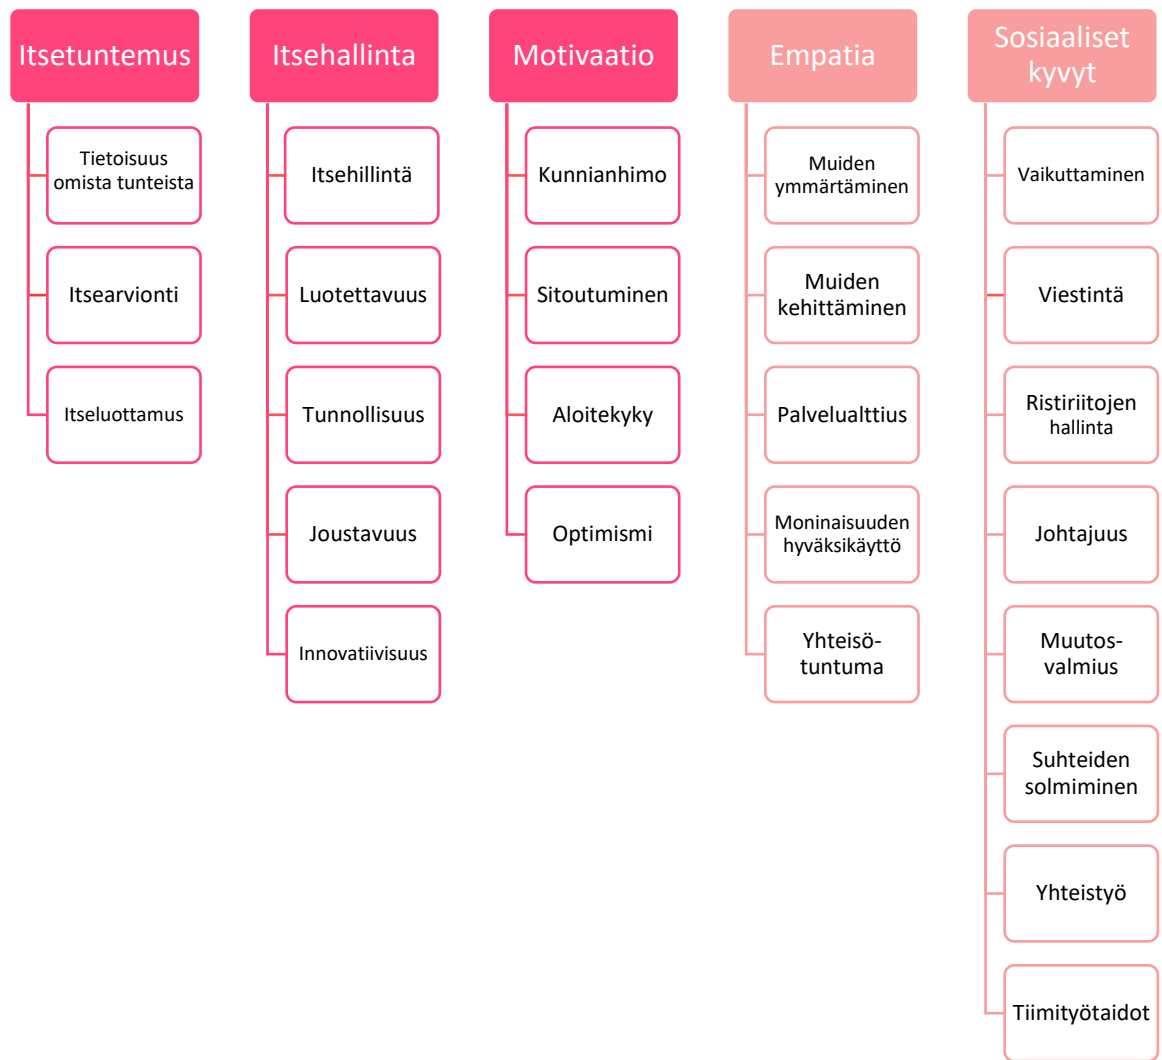 Itsetuntemus
Tietoisuus
omista tunteista
Itsearvionti
Itseluottamus
Itsehallinta
Itsehillintä
Luotettavuus
Tunnollisuus
Joustavuus
Innovatiivisuus
Motivaatio
Kunnianhimo
Sitoutuminen
Aloitekyky
Optimismi
Empatia
Muiden
ymmärtäminen
Muiden
kehittäminen
Palvelualttius
Moninaisuuden
hyväksikäyttö
Yhteisö-
tuntuma
Sosiaaliset
kyvyt
Vaikuttaminen
Viestintä
Ristiriitojen
hallinta
Johtajuus
Muutos-
valmius
Suhteiden
solmiminen
Yhteistyö
Tiimityötaidot